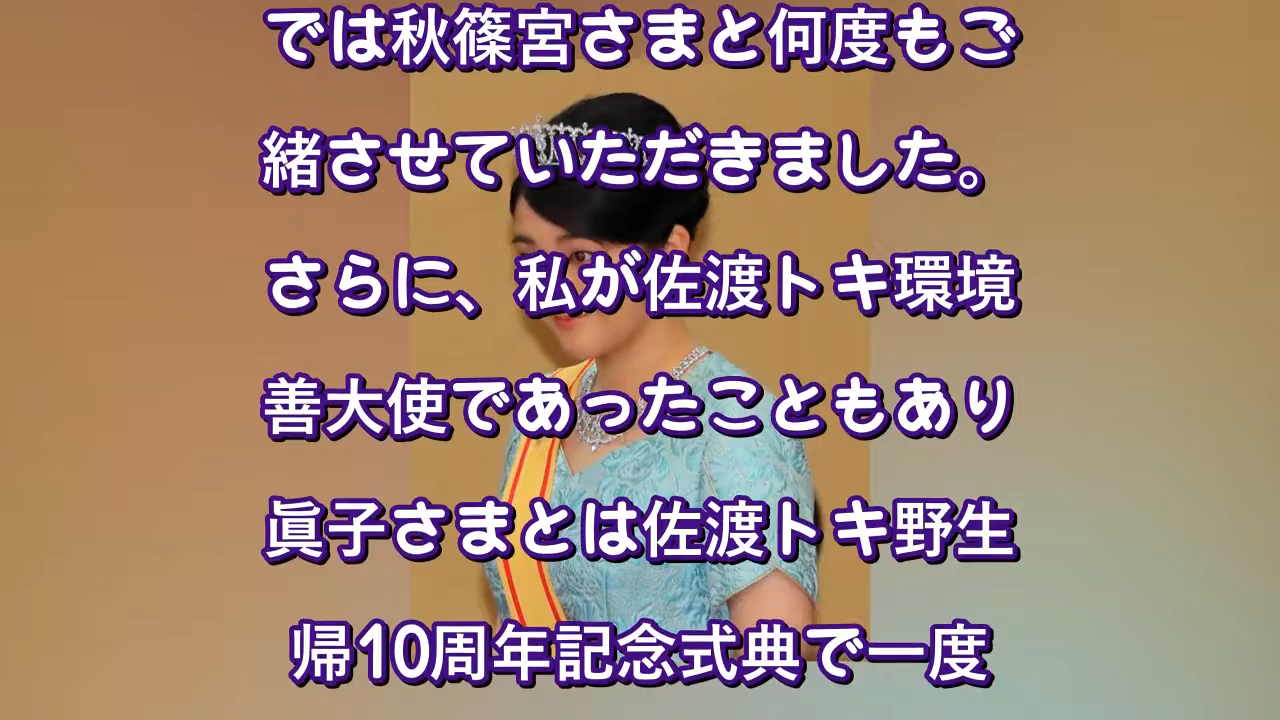 では秋篠宮さまと何度もご
緒させていただきました。
さらに、私が佐渡トキ環境
善大使であったこともあり
眞子さまとは佐渡トキ野生
帰10周年記念式典で一度